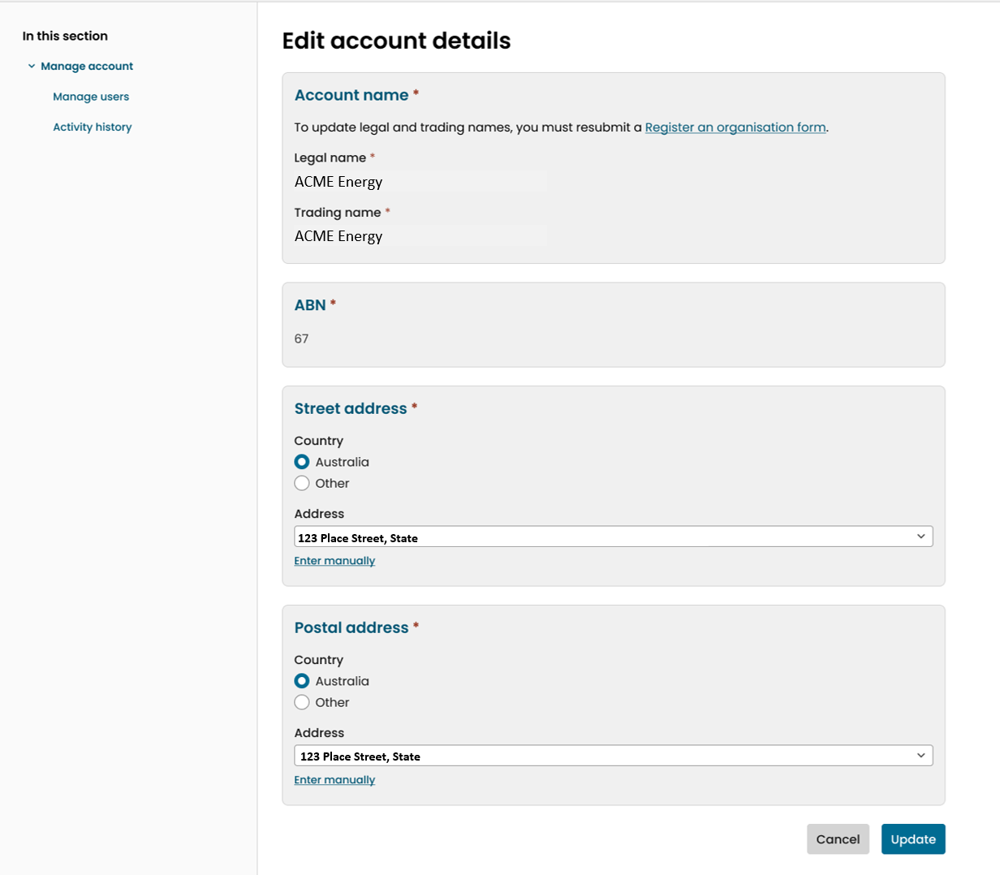 In this section
Manage account
Manage users
Activity history
Edit account details
Account name *
To update legal and trading names, you must resubmit a Register an organisation form.
Legal name *
ACME Energy
Trading name *
ACME Energy
ABN *
67
Street address *
Country
Australia
Other
Address
123 Place Street, State
Enter manually
Postal address *
Country
Australia
Other
Address
123 Place Street, State
Enter manually
Cancel Update